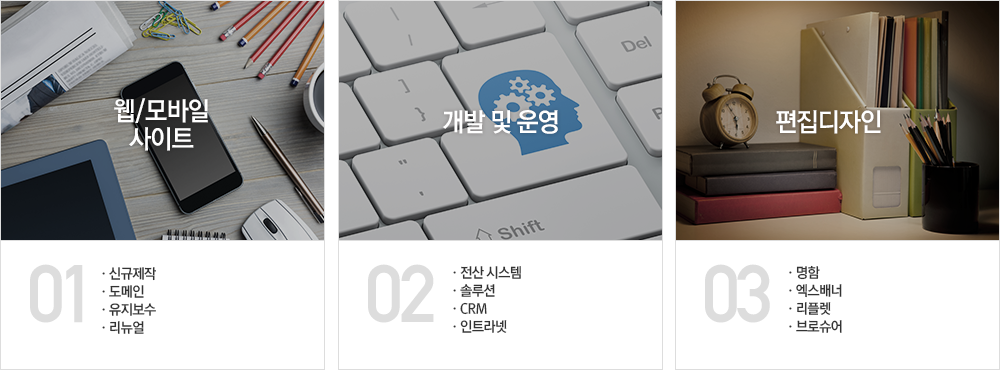 웹/모바일
사이트
01
· 신규제작
· 도메인
· 유지보수
· 리뉴얼
Del
}
]
"
'
Shift
개발 및 운영
02
· 전산 시스템
· 솔루션
· CRM
· 인트라넷
편집디자인
03
· 명함
· 엑스배너
· 리플렛
· 브로슈어